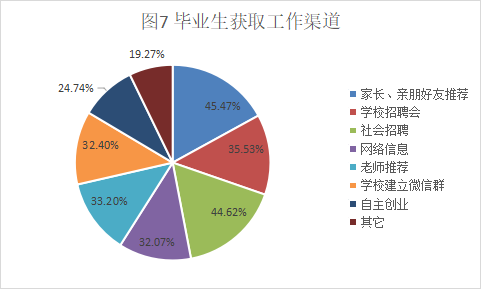 图7 毕业生获取工作渠道
19.27%
45.47%
24.74%
35.53%
32.40%
33.20%
44.62%
32.07%
家长、亲朋好友推荐
学校招聘会
社会招聘
网络信息
老师推荐
学校建立微信群
自主创业
其它